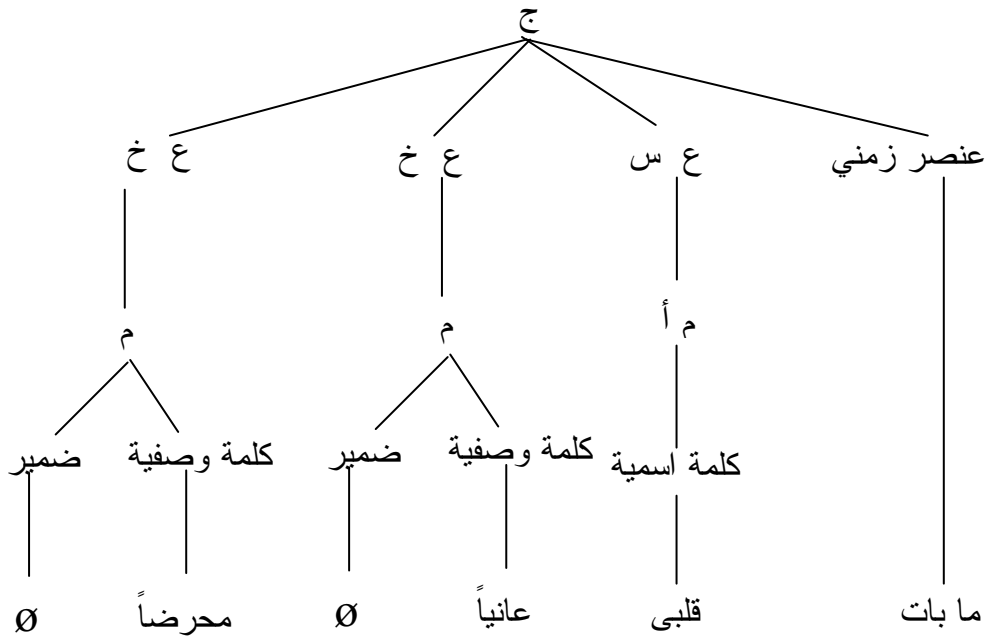 ج
عنصر زمني ع س ع خ ع خ
م أ م م
كلمة اسمية كلمة وصفية ضمير كلمة وصفية ضمير
ما بات قلبى عانياً Ø محرضاً Ø